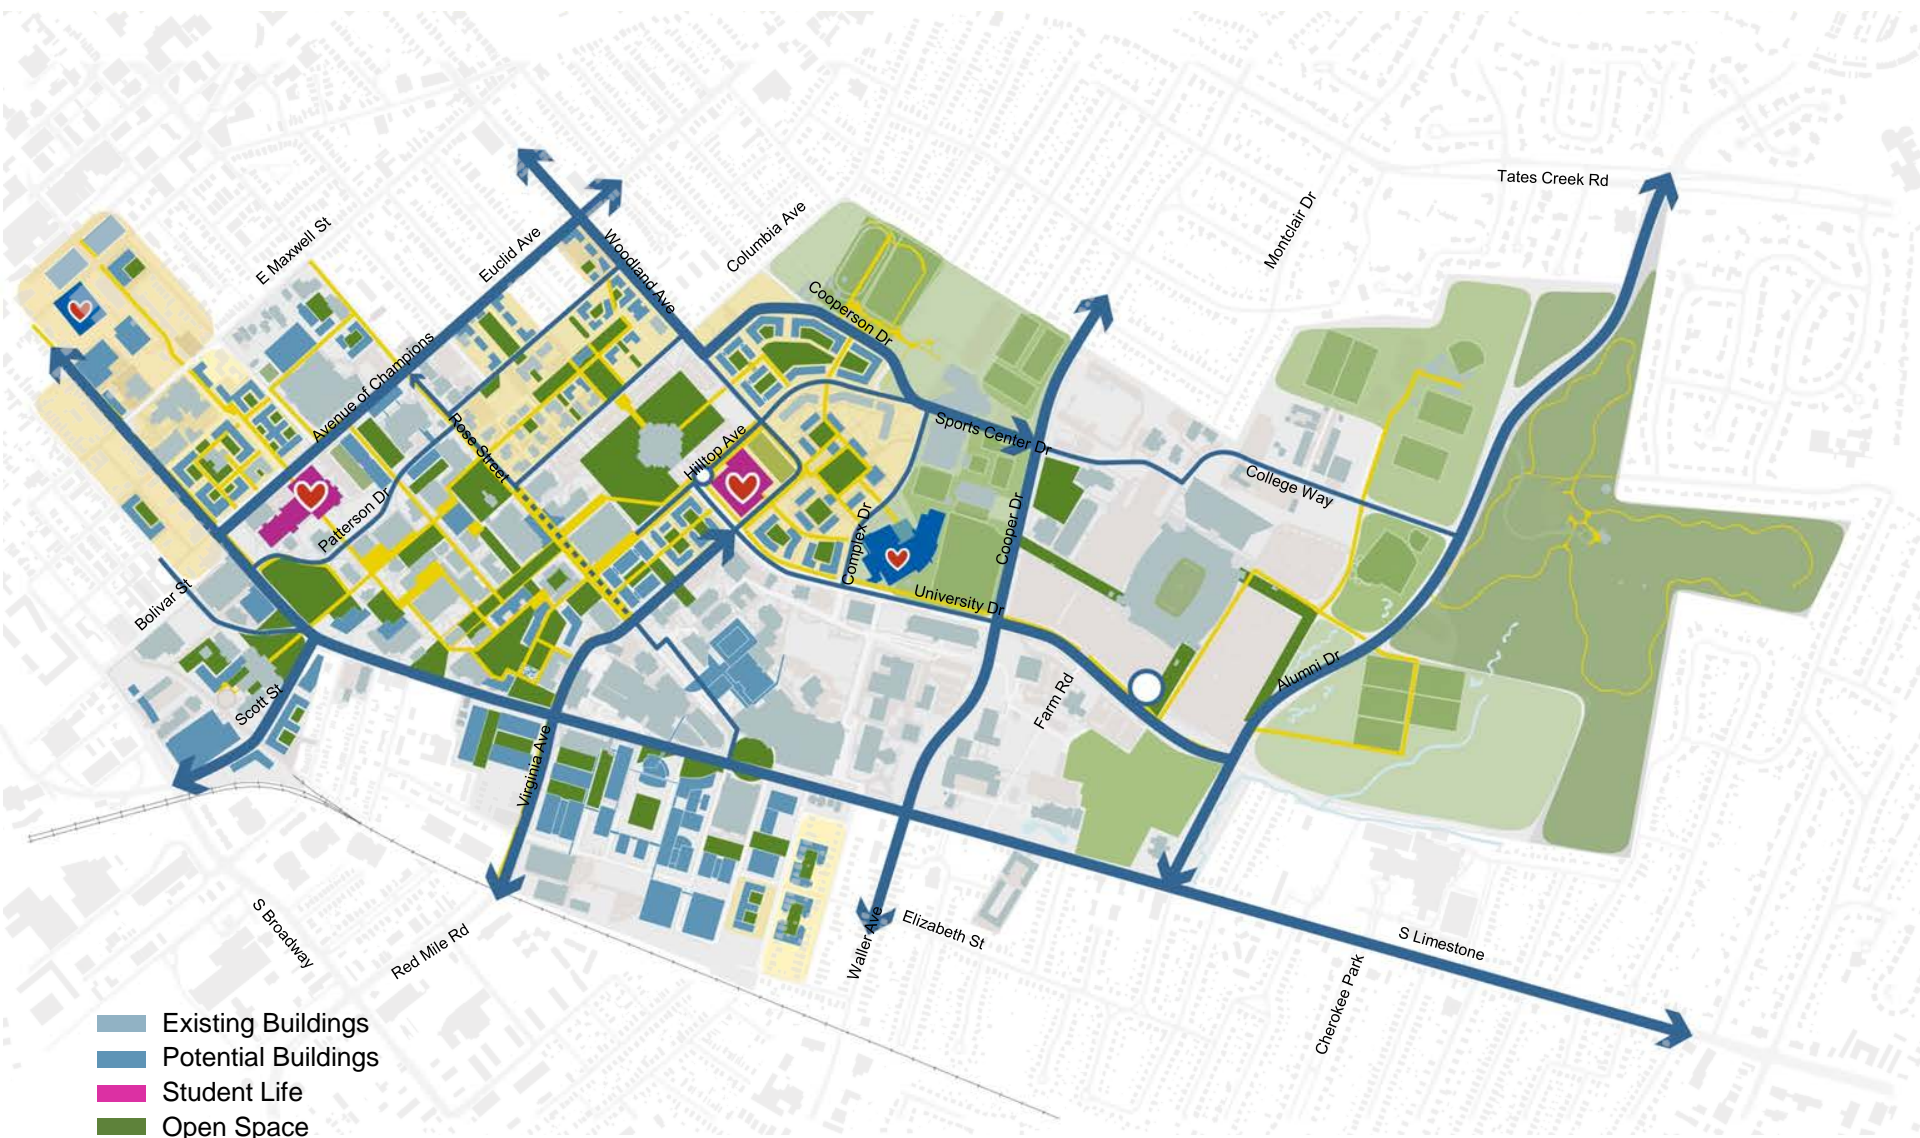 Tates Creek Rd
Montclair Dr
Columbia Ave
E Maxwell St
Euclid Ave
Woodland Ave
Cooperson Dr
Avenue of Champions
Rose Street
Hilltop Ave
Sports Center Dr
College Way
Patterson Dr
Complex Dr
Cooper Dr
University Dr
Bolivar St
Scott St
Farm Rd
Alumni Dr
Virginia Ave
S Broadway
Red Mile Rd
Waller Ave
Elizabeth St
S Limestone
Cherokee Park
Existing Buildings
Potential Buildings
Student Life
Open Space